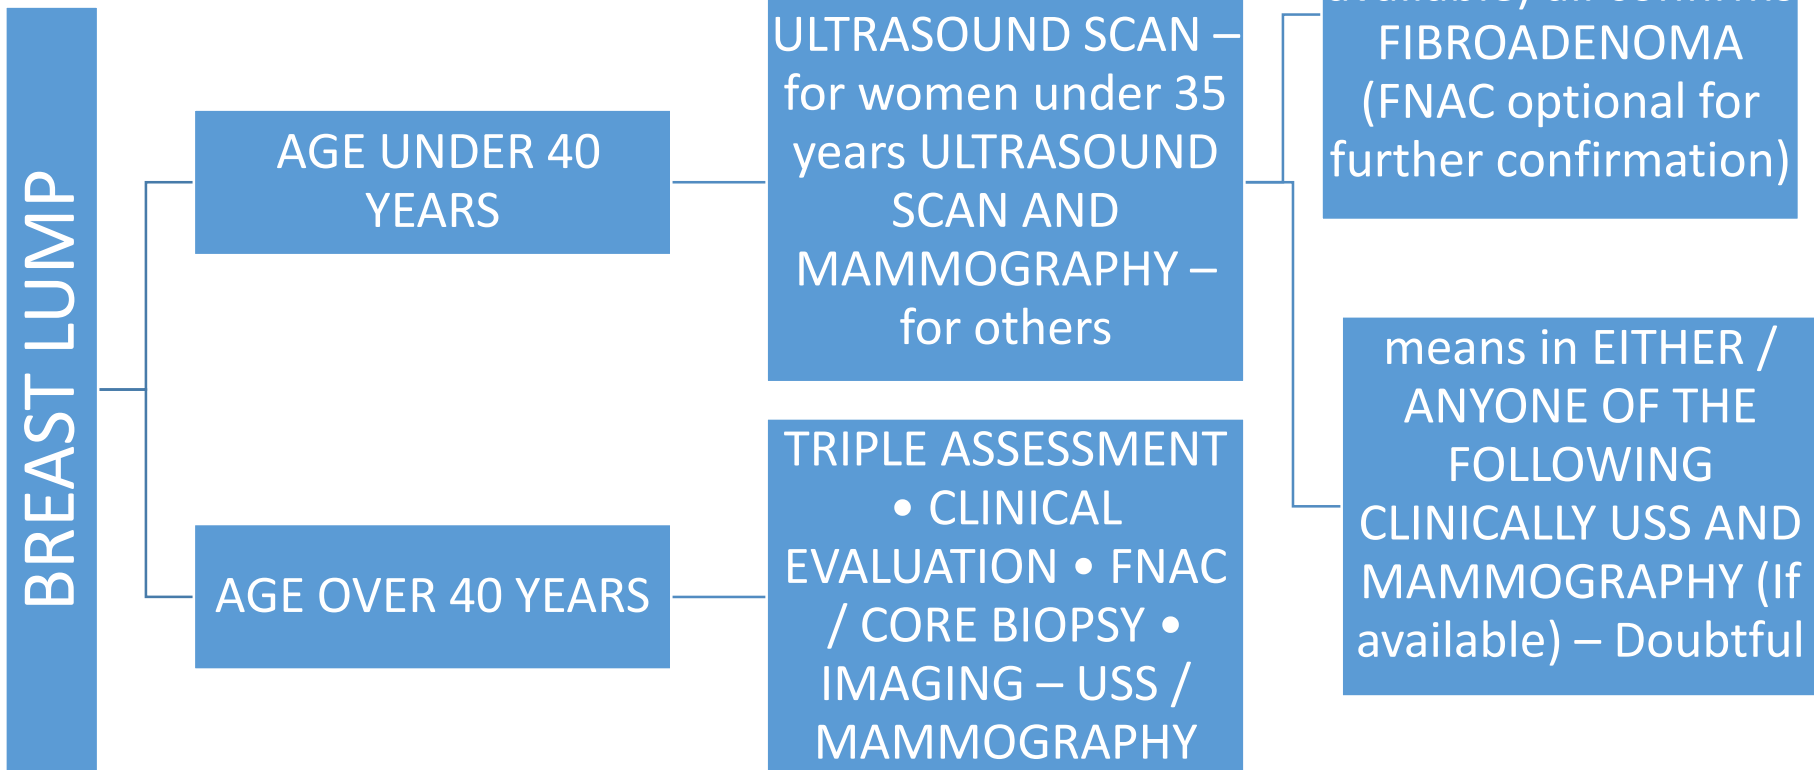 BREAST LUMP
AGE UNDER 40
YEARS
ULTRASOUND SCAN –
for women under 35
years ULTRASOUND
SCAN AND
MAMMOGRAPHY –
for others
FIBROADENOMA
(FNAC optional for
further confirmation)
means in EITHER /
ANYONE OF THE
FOLLOWING
CLINICALLY USS AND
MAMMOGRAPHY (If
available) – Doubtful
AGE OVER 40 YEARS
TRIPLE ASSESSMENT
• CLINICAL
EVALUATION • FNAC
/ CORE BIOPSY •
IMAGING – USS /
MAMMOGRAPHY